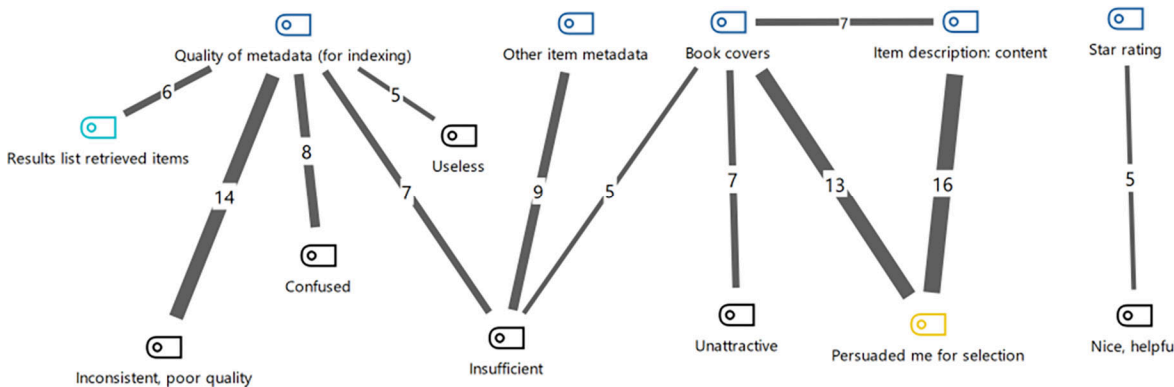 7
Quality of metadata (for indexing)
Other item metadata
Book covers
Item description: content
Star rating
6
5
Results list retrieved items
Useless
8
14
7
9
5
7
13
16
5
Confused
Insufficient
Unattractive
Persuaded me for selection
Nice, helpfu
Inconsistent, poor quality